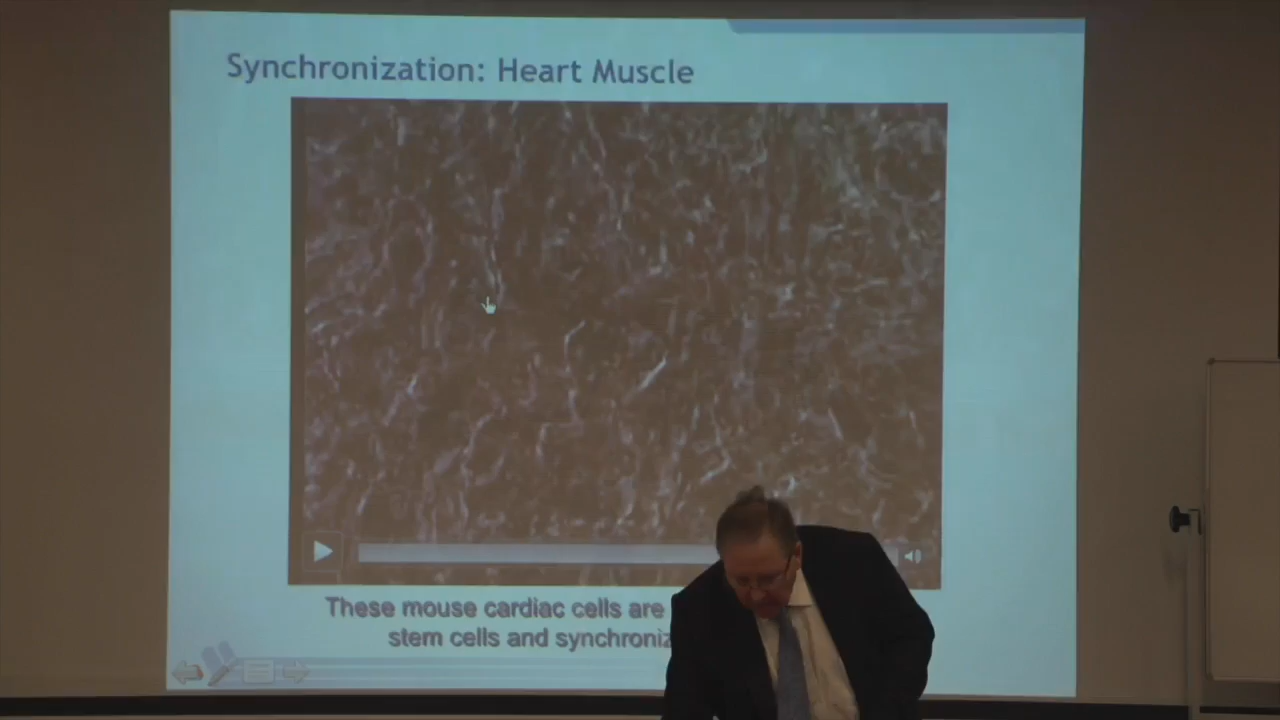 Synchronization: Heart Muscle
These mouse cardiac cells are
stem cells and synchroniz